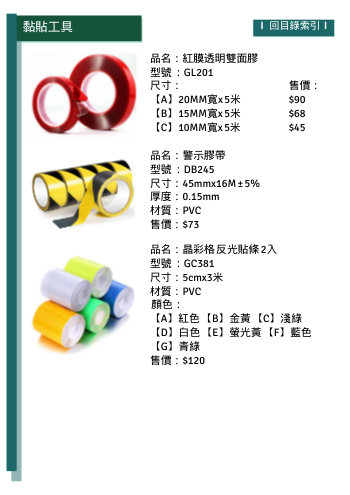 黏貼工具
回目錄索引
品名：紅膜透明雙面膠
型號：GL201
尺寸： 售價：
【A】20MM寬x5米 $90
【B】15MM寬x5米 $68
【C】10MM寬x5米 $45
品名：警示膠帶
型號：DB245
尺寸：45mmx16M±5%
厚度：0.15mm
材質：PVC
售價：$73
品名：晶彩格反光貼條2入
型號：GC381
尺寸：5cmx3米
材質：PVC
顏色：
【A】紅色【B】金黃【C】淺綠
【D】白色【E】螢光黃【F】藍色
【G】青綠
售價：$120